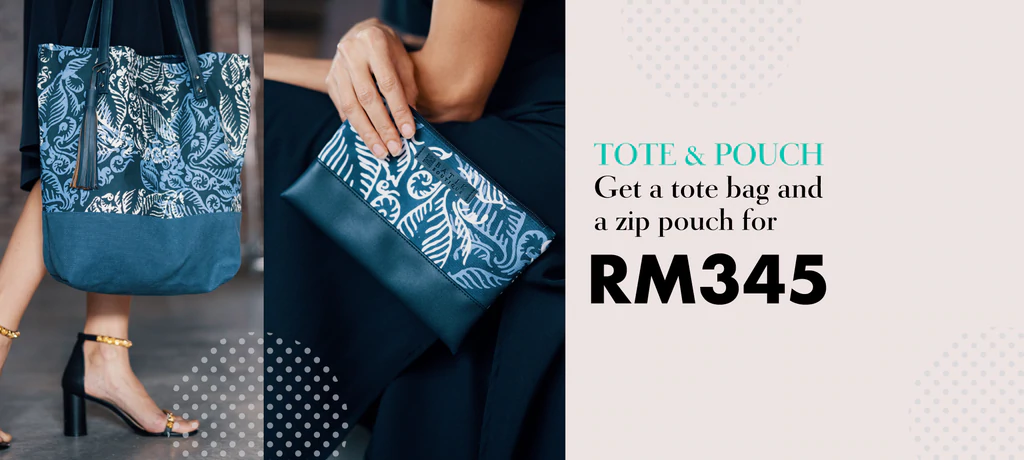 TOTE & POUCH
Get a tote bag and
a zip pouch for
RM345